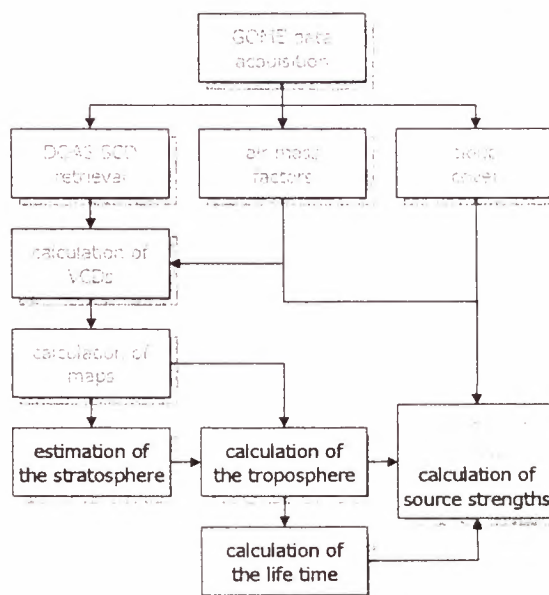 GOME data
acquisition
DOAS SCD
retrieval
air mass
factors
cloud
cover
calculation of
VCDs
calculation of
maps
estimation of
the stratosphere
calculation of
the troposphere
calculation of
source strengths
calculation of
the life time